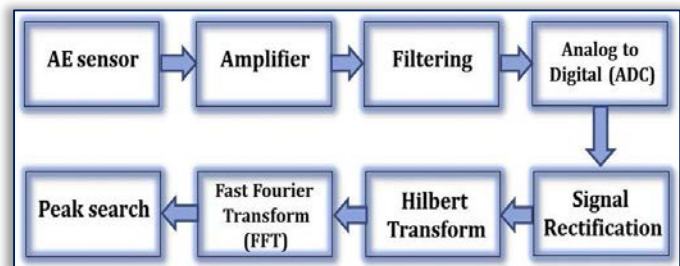 AE sensor
Amplifier
Filtering
Analog to
Digital (ADC)
Peak search
Fast Fourier
Transform
(FFT)
Hilbert
Transform
Signal
Rectification